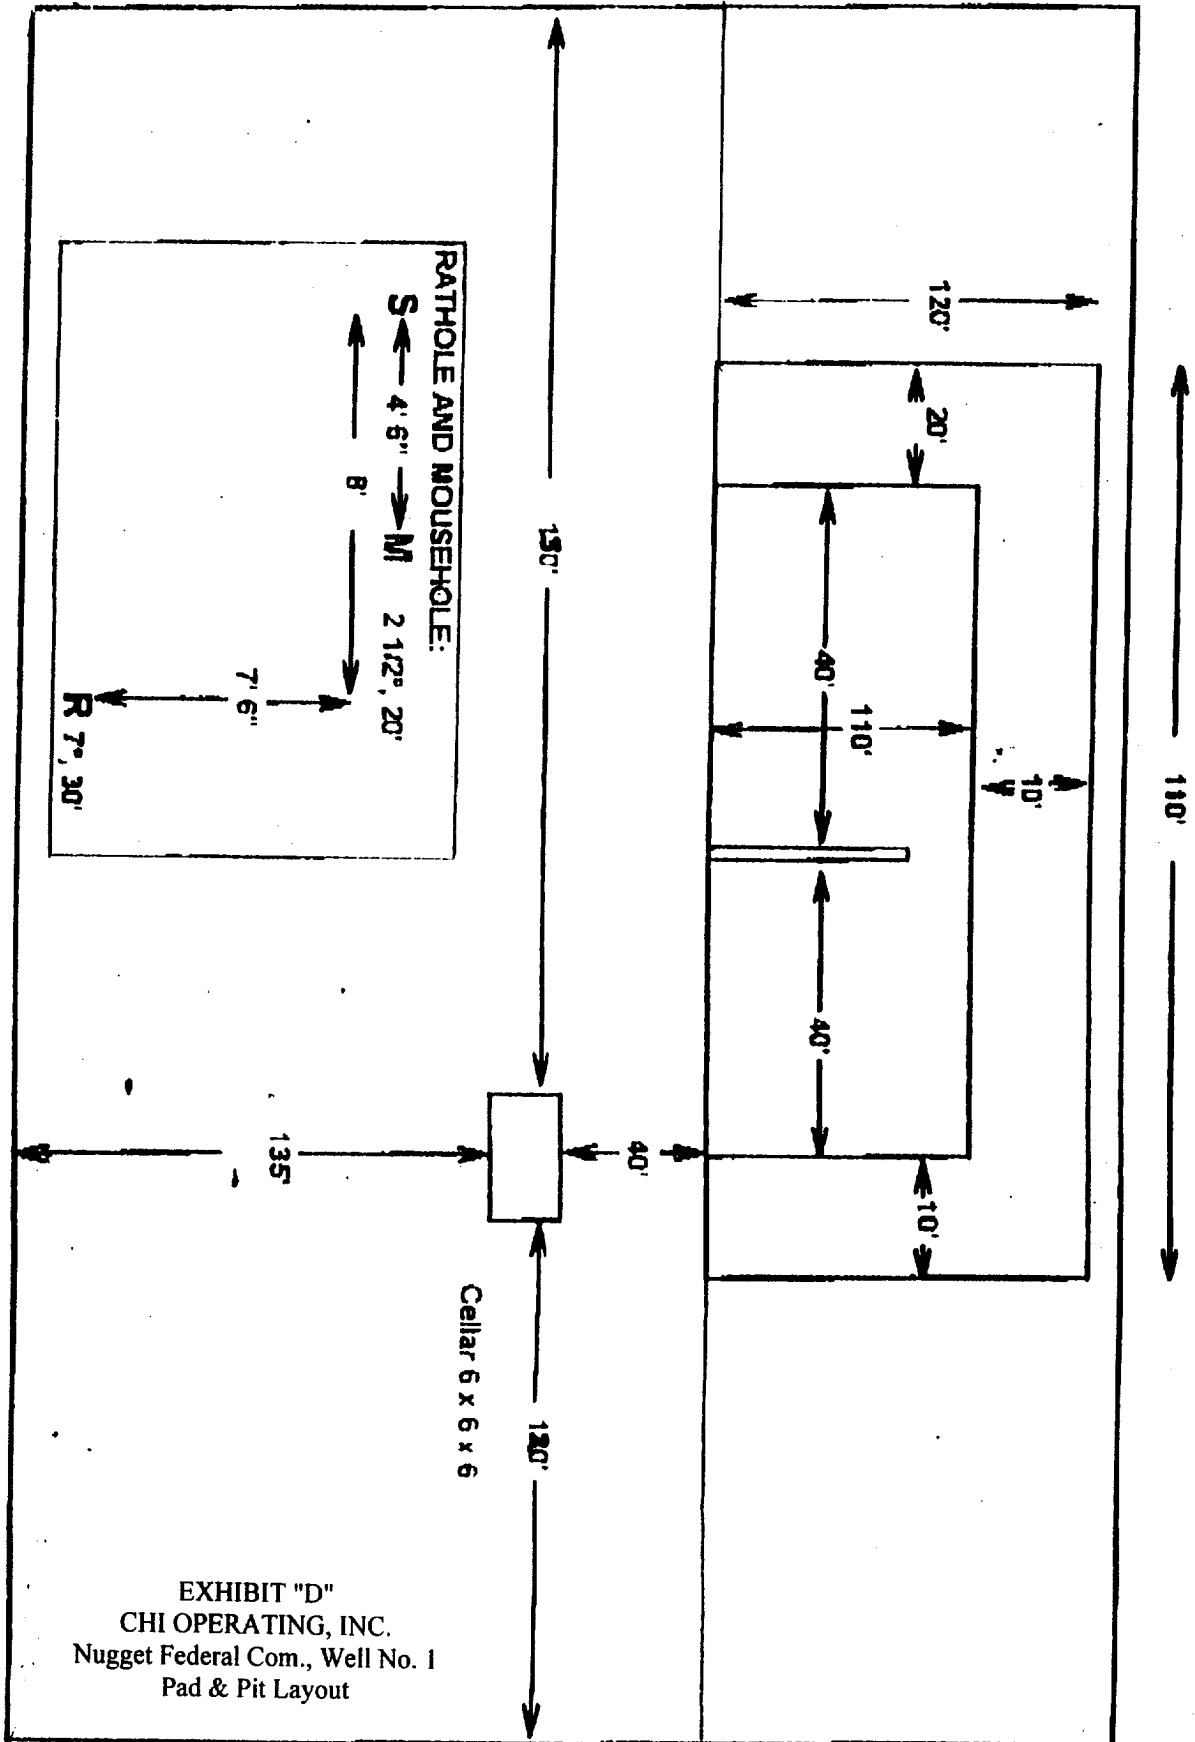 110'
120'
20'
40'
110'
10'
40'
10'
150'
40'
135'
120'
Cellar 6 x 6 x 6
RATHOLE AND MOUSEHOLE:
S 4' 6" M 2 1/2", 20'
8'
7' 6"
R 7", 30'
EXHIBIT "D"
CHI OPERATING, INC.
Nugget Federal Com., Well No. 1
Pad & Pit Layout